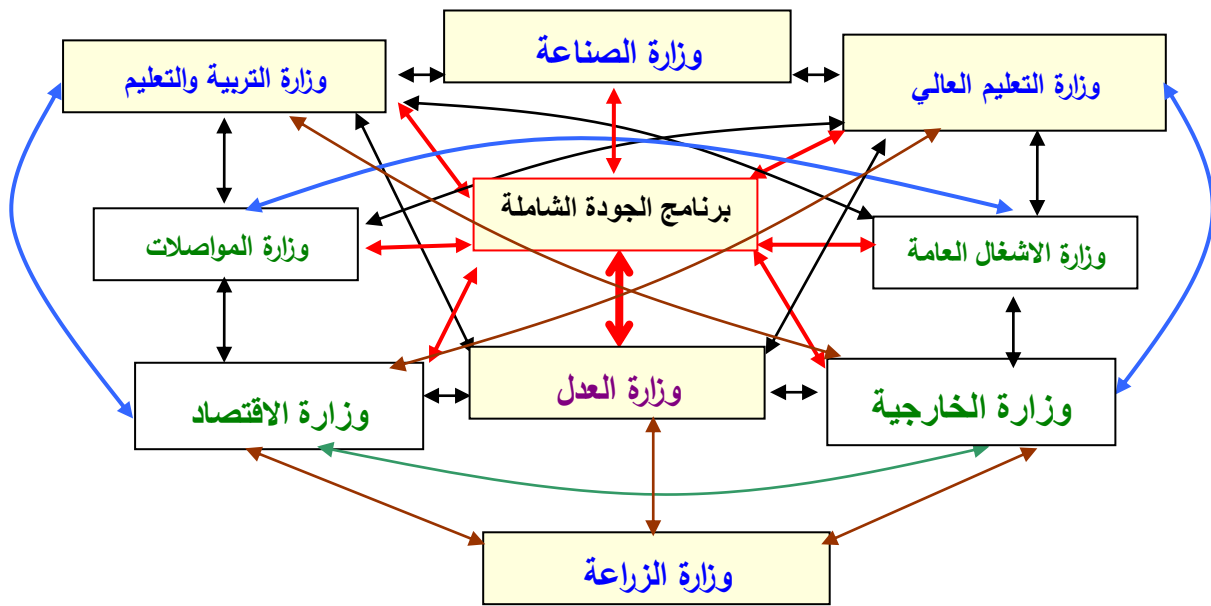 وزارة الصناعة
وزارة التعليم العالي
وزارة التربية والتعليم
برنامج الجودة الشاملة
وزارة الاشغال العامة
وزارة المواصلات
وزارة الخارجية
وزارة العدل
وزارة الاقتصاد
وزارة الزراعة